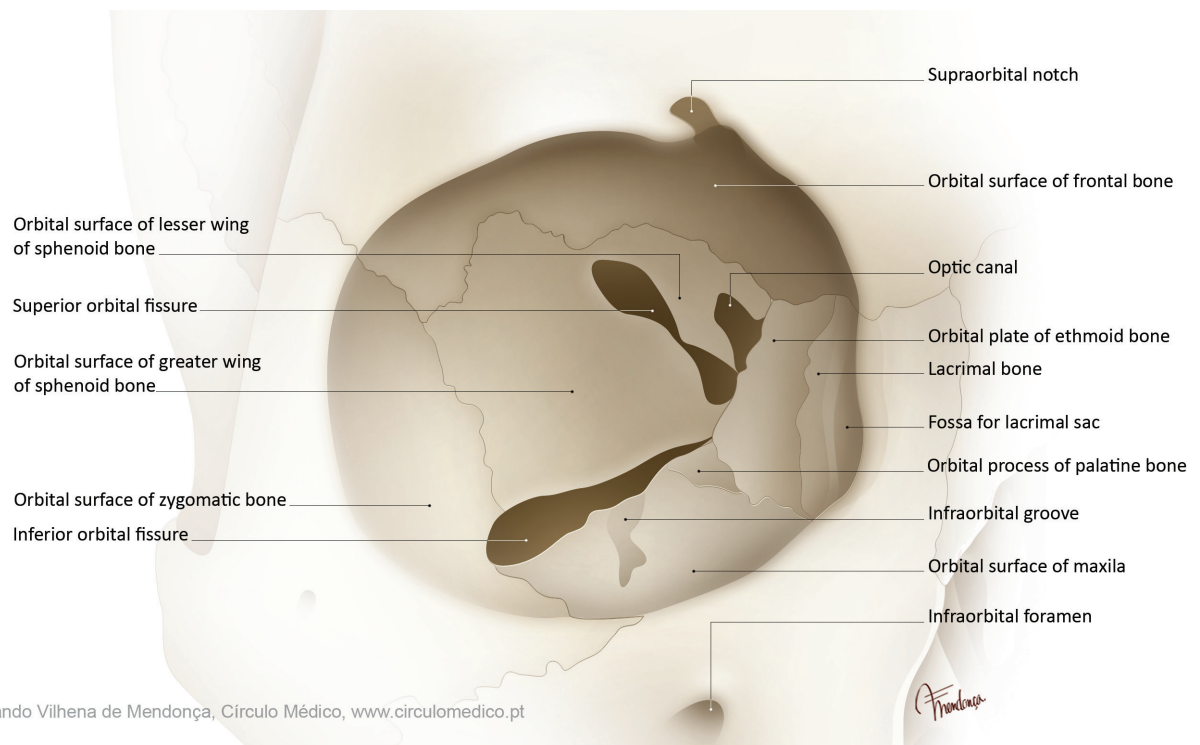 Supraorbital notch
Orbital surface of frontal bone
Orbital surface of lesser wing
of sphenoid bone
Optic canal
Superior orbital fissure
Orbital plate of ethmoid bone
Orbital surface of greater wing
of sphenoid bone
Lacrimal bone
Fossa for lacrimal sac
Orbital process of palatine bone
Orbital surface of zygomatic bone
Infraorbital groove
Inferior orbital fissure
Orbital surface of maxila
Infraorbital foramen
Mendonça
Vilhena de Mendonça, Círculo Médico, www.circulomedico.pt